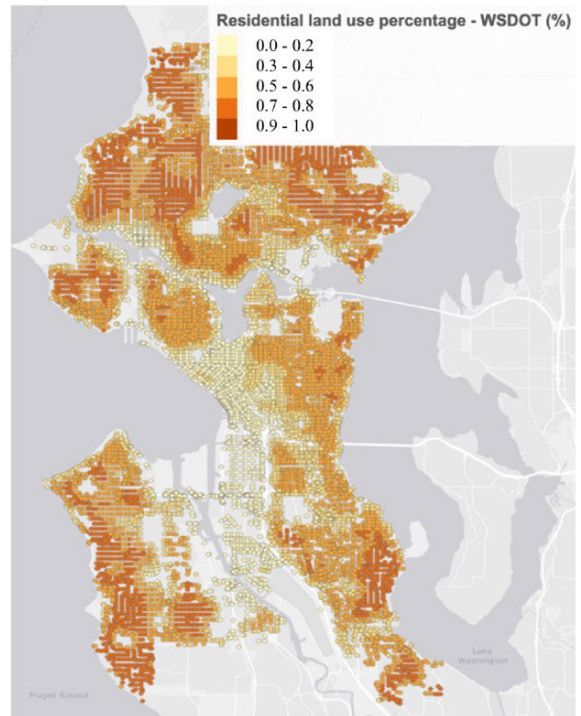 Residential land use percentage - WSDOT (%)
0.0 - 0.2
0.3 - 0.4
0.5 - 0.6
0.7 - 0.8
0.9 - 1.0
Lake
Washington
Puget Sound